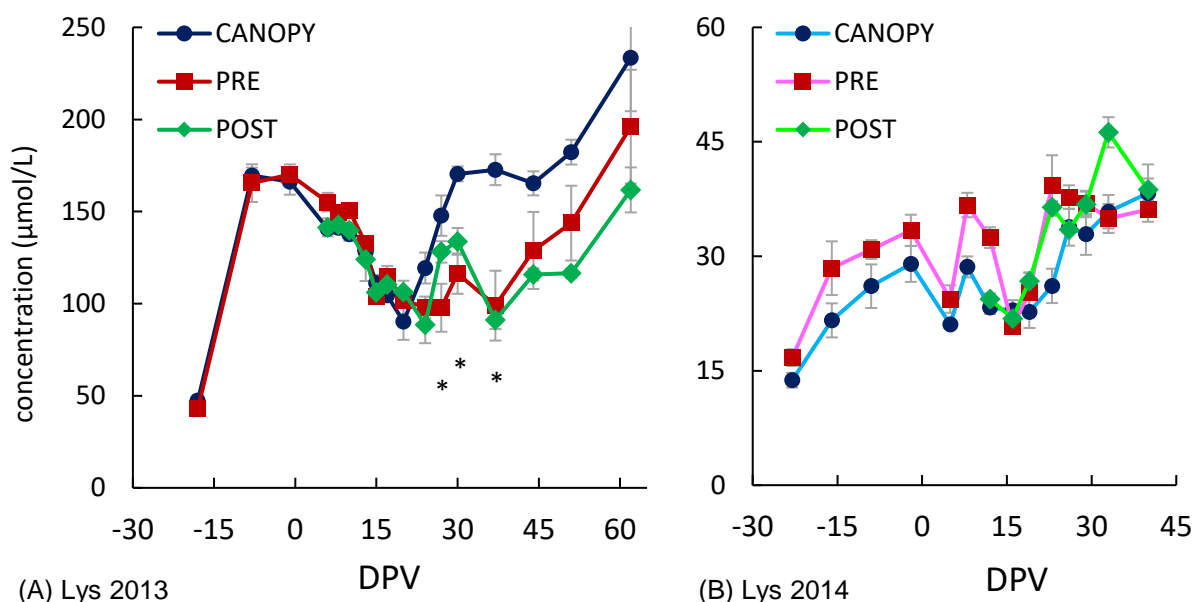 concentration (µmol/L)
250
200
150
100
50
0
-30 -15 0 15 30 45 60
CANOPY
PRE
POST
*
*
*
DPV
(A) Lys 2013
60
45
30
15
0
-30 -15 0 15 30 45
CANOPY
PRE
POST
DPV
(B) Lys 2014